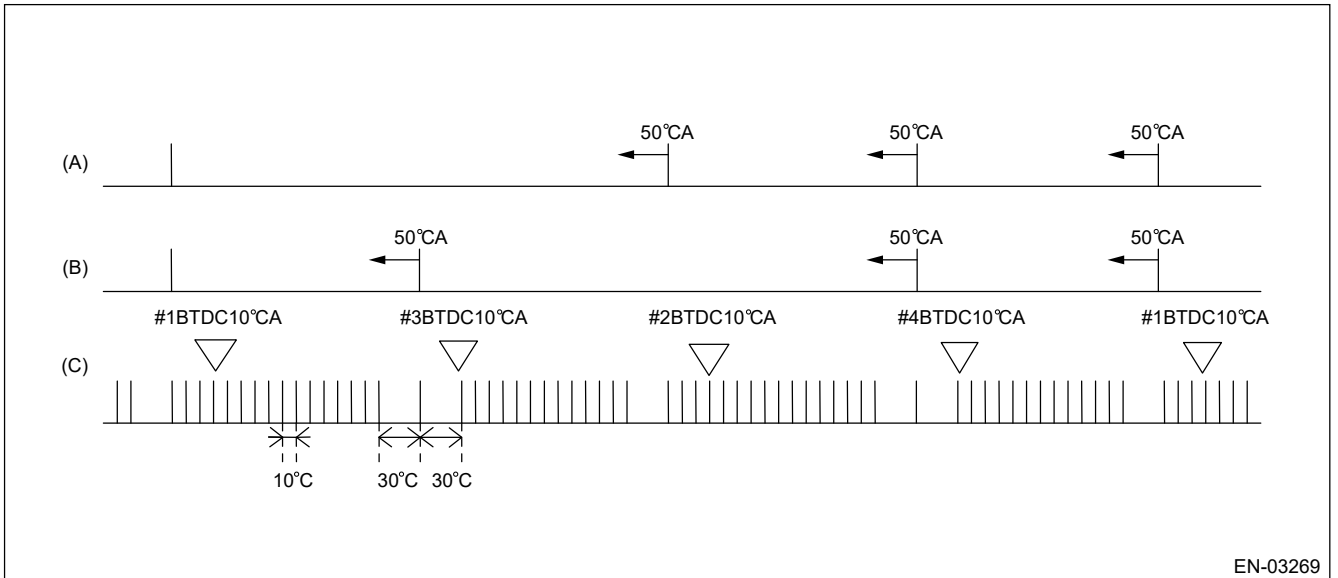 (A)
50°CA 50°CA 50°CA
(B)
50°CA 50°CA 50°CA
#1BTDC10°CA #3BTDC10°CA #2BTDC10°CA #4BTDC10°CA #1BTDC10°CA
(C)
10°C 30°C 30°C
EN-03269